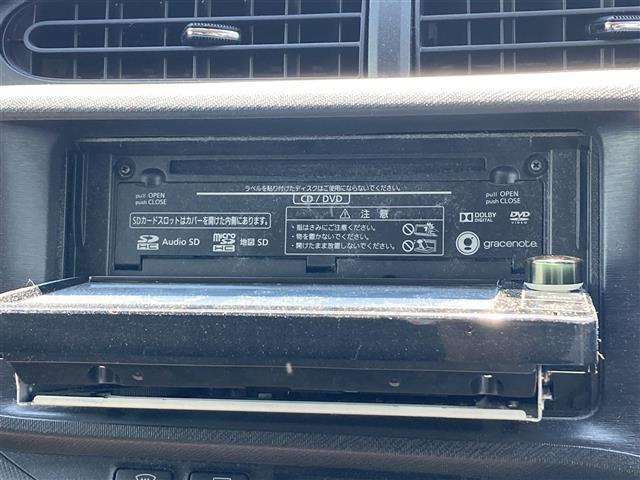 ラベルを貼り付けたディスクはご使用にならないでください。
CD / DVD
pull OPEN
push CLOSE
pull OPEN
push CLOSE
SDカードスロットはカバーを開けた内側にあります。
SD HC Audio SD
micro SD HC 地図 SD
注 意
・指はさみにご注意ください。
・物を置かないでください。
・開けたまま放置しないでください。
DOLBY
DIGITAL
DVD
VIDEO
gracenote.